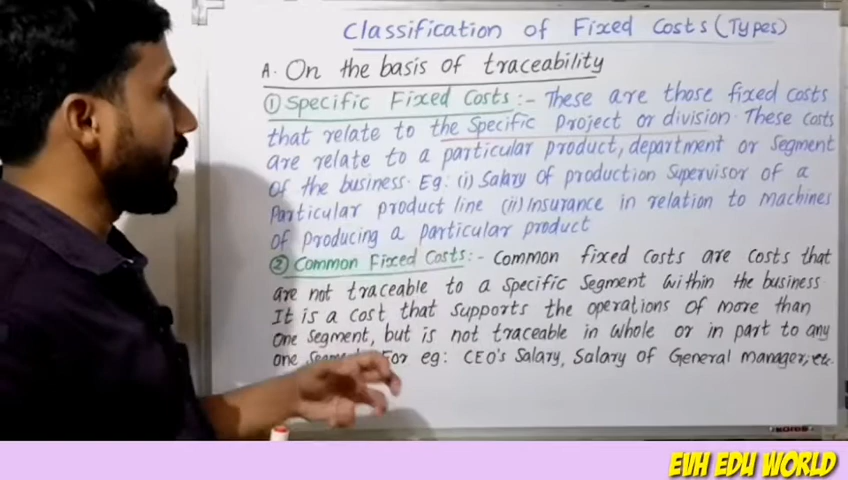 Classification of Fixed Costs (Types)
A. On the basis of traceability
① Specific Fixed Costs :- These are those fixed costs
that relate to the Specific Project or division. These costs
are relate to a particular product, department or Segment
of the business. Eg: (i) Salary of production Supervisor of a
Particular product line (ii) Insurance in relation to machines
of producing a particular product
② Common Fixed Costs :- Common fixed costs are costs that
are not traceable to a specific Segment within the business.
It is a cost that supports the operations of more than
one segment, but is not traceable in whole or in part to any
one For eg: CEO's Salary, Salary of General manager, etc.
EVH EDU WORLD